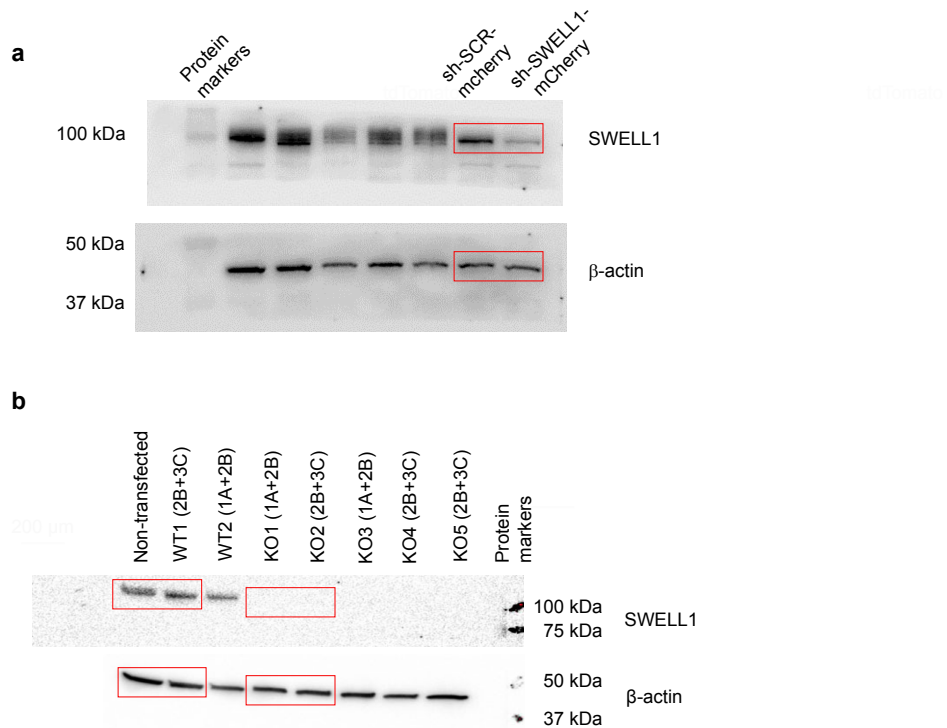 a
Protein
markers
sh-SCR-
mcherry
sh-SWELL1-
mCherry
100 kDa
SWELL1
50 kDa
β-actin
37 kDa
b
Non-transfected
WT1 (2B+3C)
WT2 (1A+2B)
KO1 (1A+2B)
KO2 (2B+3C)
KO3 (1A+2B)
KO4 (2B+3C)
KO5 (2B+3C)
Protein
markers
200 µm
100 kDa
SWELL1
75 kDa
50 kDa
β-actin
37 kDa